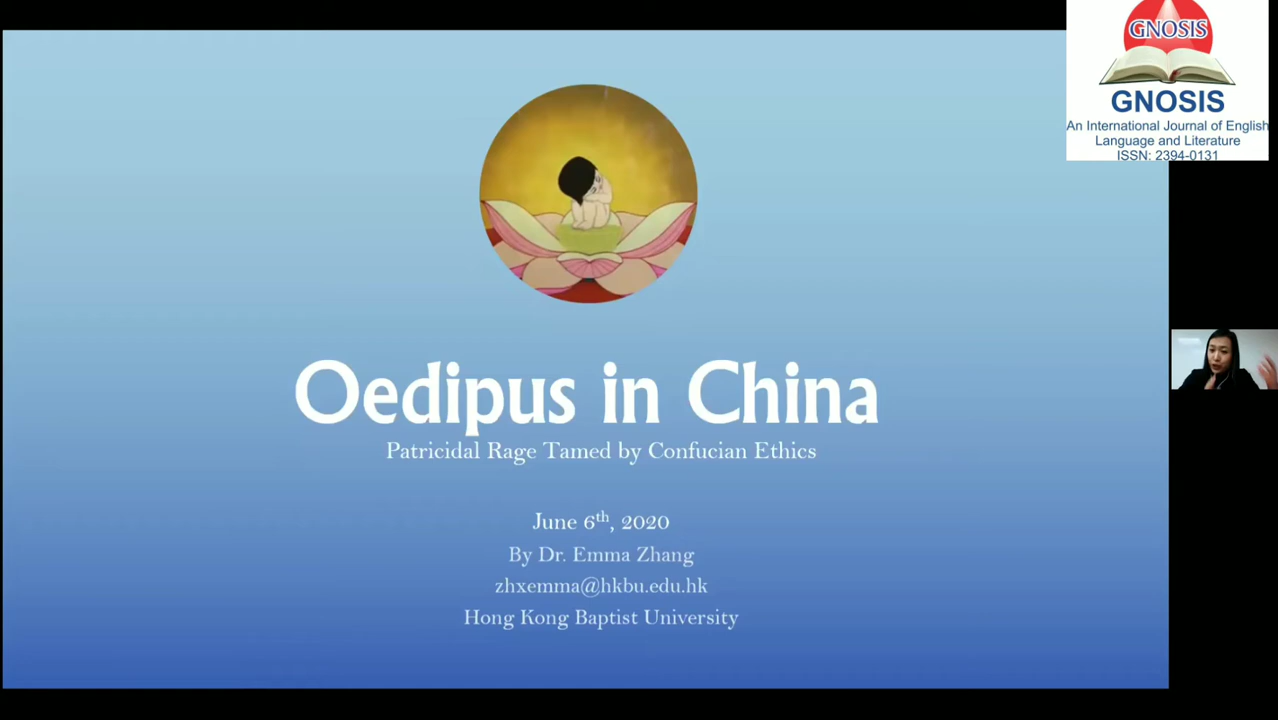 GNOSIS
GNOSIS
An International Journal of English
Language and Literature
ISSN: 2394-0131
Oedipus in China
Patricidal Rage Tamed by Confucian Ethics
June 6th, 2020
By Dr. Emma Zhang
zhxemma@hkbu.edu.hk
Hong Kong Baptist University